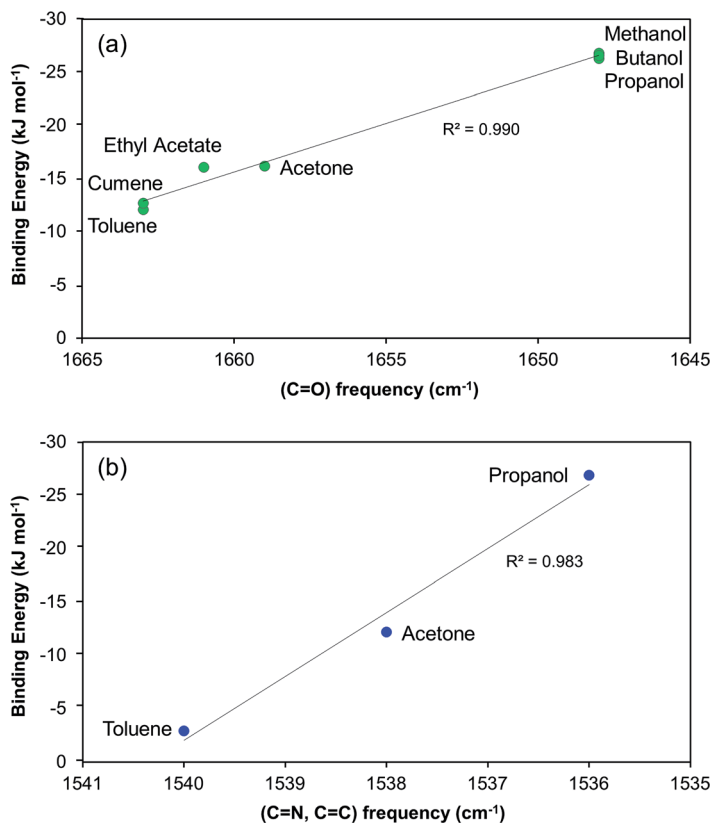 (a)
-30
-25
-20
-15
-10
-5
0
Binding Energy (kJ mol⁻¹)
Methanol
Butanol
Propanol
R² = 0.990
Ethyl Acetate
Acetone
Cumene
Toluene
1665
1660
1655
1650
1645
(C=O) frequency (cm⁻¹)
(b)
-30
-25
-20
-15
-10
-5
0
Binding Energy (kJ mol⁻¹)
Propanol
R² = 0.983
Acetone
Toluene
1541
1540
1539
1538
1537
1536
1535
(C=N, C=C) frequency (cm⁻¹)